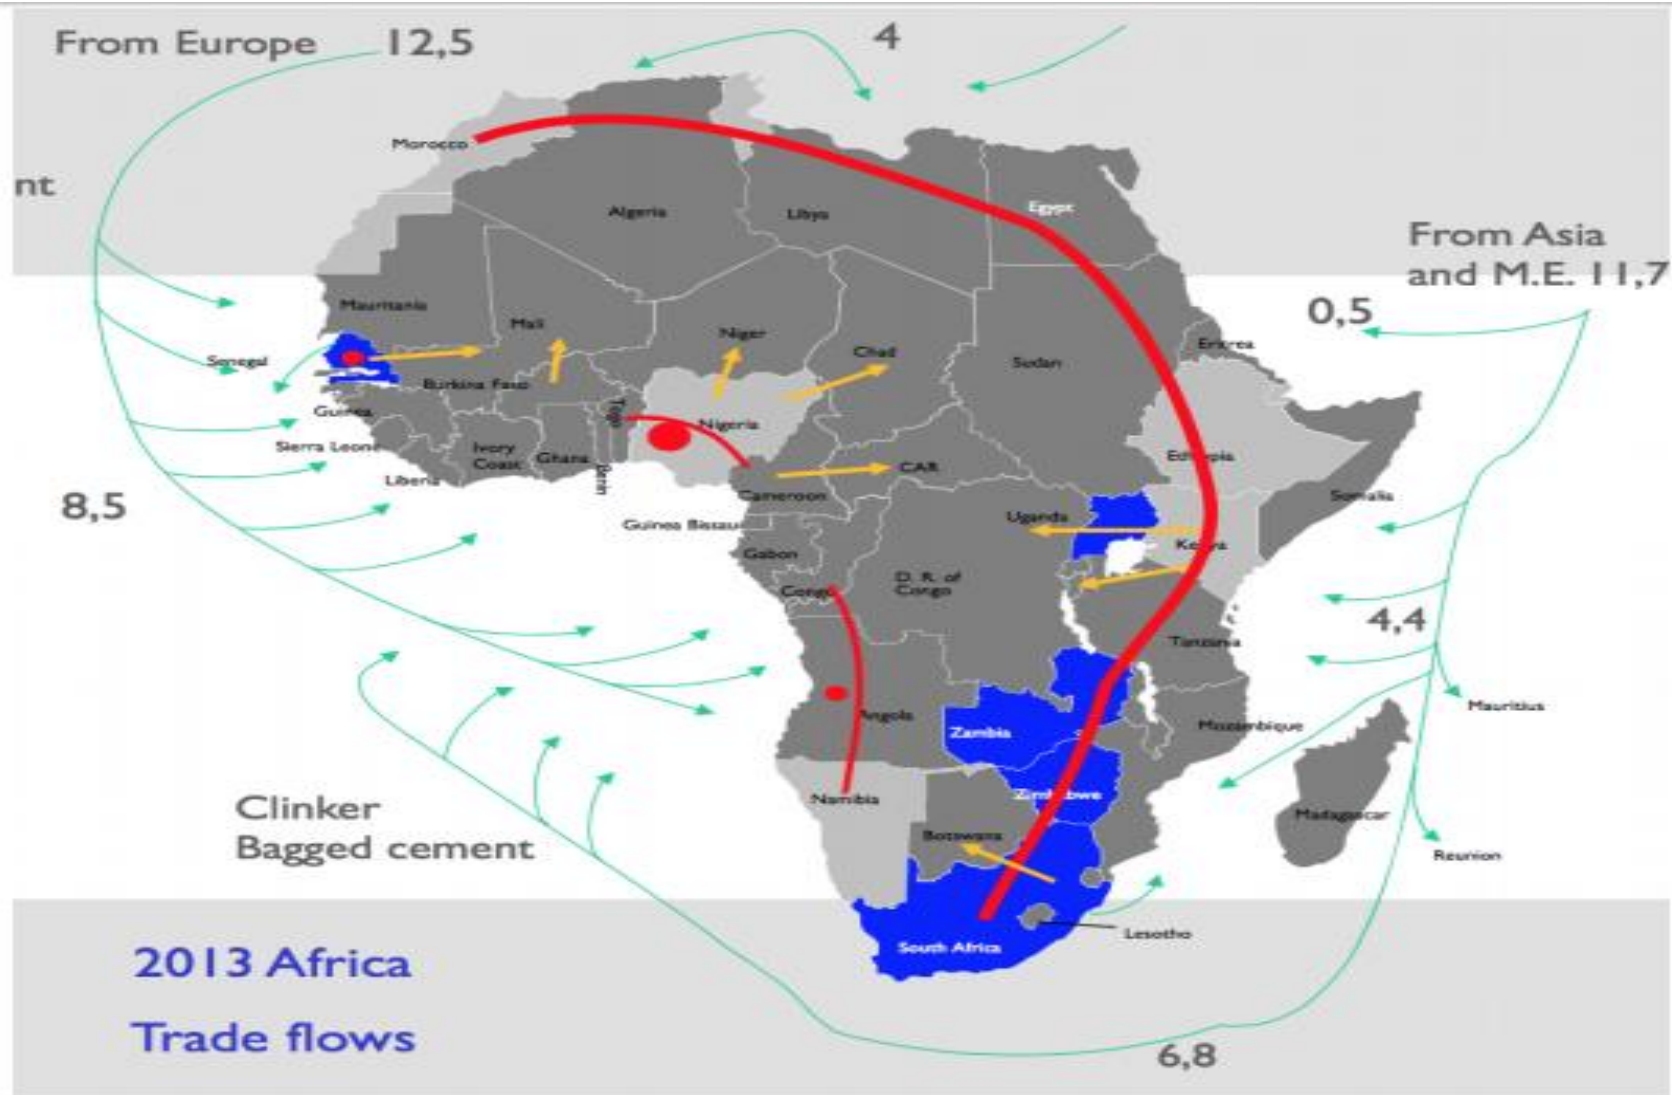 From Europe 12,5
4
nt
Morocco
Algeria
Libya
Egypt
From Asia
and M.E. 11,7
0,5
Mauritania
Mali
Niger
Chad
Sudan
Eritrea
Senegal
Burkina Faso
Guinea
Togo
Nigeria
Sierra Leone
Ivory
Coast
Ghana
Benin
CAR
Ethiopia
Liberia
Cameroon
Somalia
8,5
Guinea Bissau
Uganda
Kenya
Gabon
D. R. of
Congo
Congo
4,4
Tanzania
Mauritius
Angola
Zambia
Mozambique
Clinker
Bagged cement
Namibia
Zimbabwe
Madagascar
Botswana
Reunion
Lesotho
South Africa
2013 Africa
Trade flows
6,8